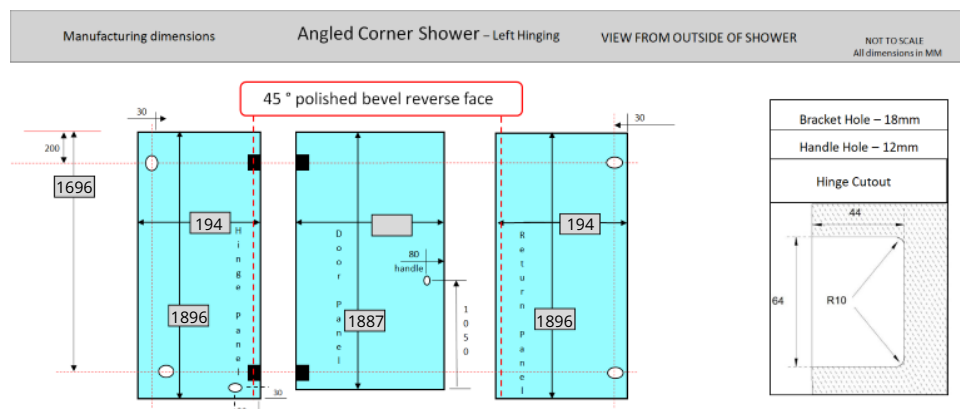 Manufacturing dimensions
Angled Corner Shower – Left Hinging
VIEW FROM OUTSIDE OF SHOWER
NOT TO SCALE
All dimensions in MM
45 ° polished bevel reverse face
30
30
200
1696
194
194
80
handle
1896
1887
1896
1050
Hinge panel
Door Panel
Return panel
30
Bracket Hole – 18mm
Handle Hole – 12mm
Hinge Cutout
44
64
R10